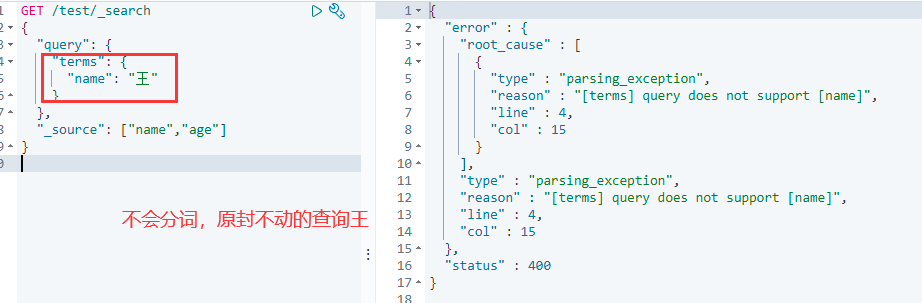 1 GET /test/_search
2 {
3 "query": {
4 "terms": {
5 "name": "王"
6 }
7 },
8 "_source": ["name","age"]
9 }
0
不会分词，原封不动的查询王
1 {
2 "error" : {
3 "root_cause" : [
4 {
5 "type" : "parsing_exception",
6 "reason" : "[terms] query does not support [name]",
7 "line" : 4,
8 "col" : 15
9 }
10 ],
11 "type" : "parsing_exception",
12 "reason" : "[terms] query does not support [name]",
13 "line" : 4,
14 "col" : 15
15 },
16 "status" : 400
17 }
18